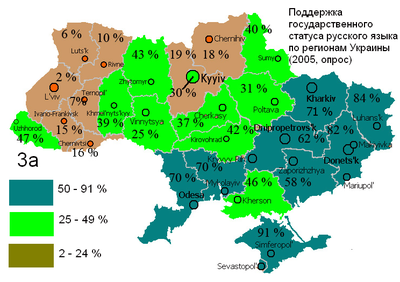 Поддержка
государственного
статуса русского языка
по регионам Украины
(2005, опрос)
6 %
10 %
Luts'k
Rivne
43 %
Zhytomyr
19 %
Chernihiv
18 %
40 %
Sumy
Kyyiv
30 %
2 %
L'viv
Ternopil'
7%
Ivano-Frankivsk
15 %
Khmel'nyts'kyy
39 %
Vinnytsya
25 %
Uzhhorod
47 %
Chernivtsi
16 %
31 %
Poltava
Cherkasy
37 %
Kirovohrad
42 %
Kharkiv
71 %
84 %
Luhans'k
Dnipropetrovs'k
62 %
82 %
Makiyivka
Donets'k
Kryvyy Rih
Zaporizhzhya
58 %
Mariupol'
70 %
70 %
Mykolayiv
Odesa
46 %
Kherson
91 %
Simferopol'
Sevastopol'
За
50 - 91 %
25 - 49 %
2 - 24 %